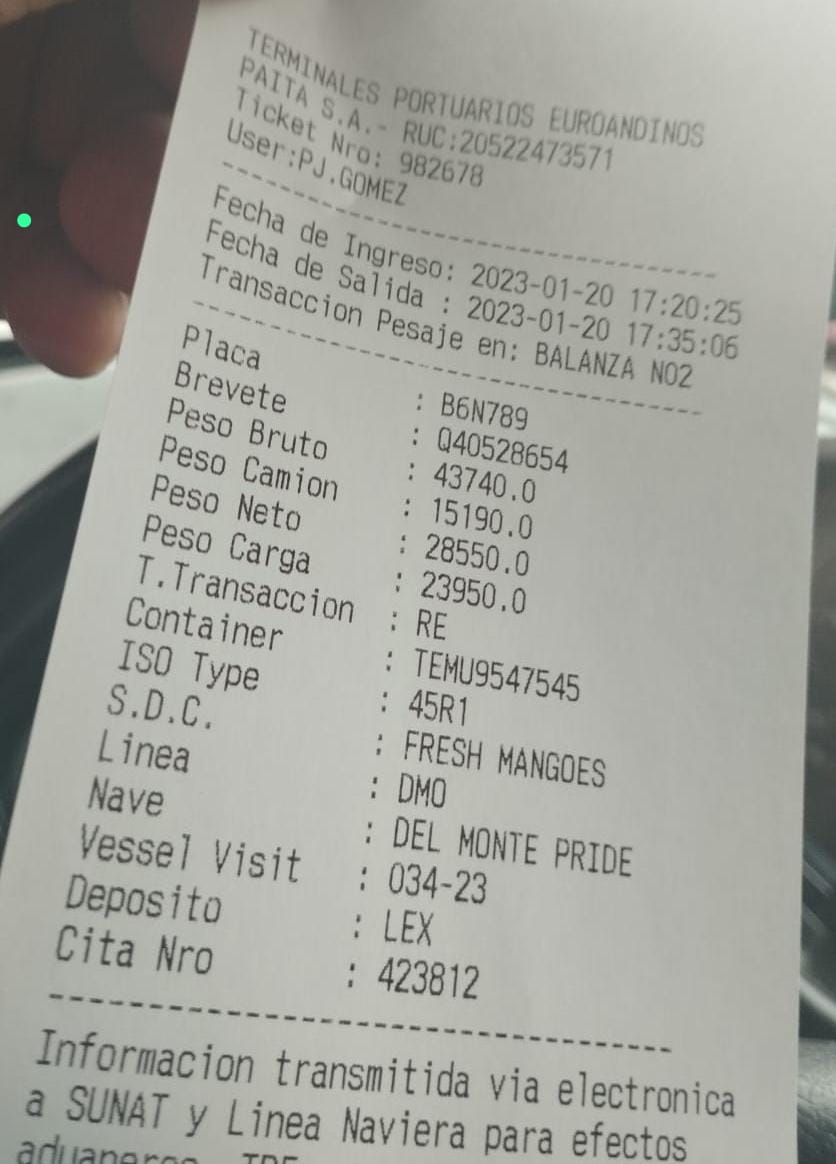 TERMINALES PORTUARIOS EUROANDINOS
PAITA S.A.- RUC:20522473571
Ticket Nro: 982678
User:PJ.GOMEZ
--------------------------------
Fecha de Ingreso: 2023-01-20 17:20:25
Fecha de Salida : 2023-01-20 17:35:06
Transaccion Pesaje en: BALANZA NO2
--------------------------------
Placa : B6N789
Brevete : Q40528654
Peso Bruto : 43740.0
Peso Camion : 15190.0
Peso Neto : 28550.0
Peso Carga : 23950.0
T.Transaccion : RE
Container : TEMU9547545
ISO Type : 45R1
S.D.C. : FRESH MANGOES
Linea : DMO
Nave : DEL MONTE PRIDE
Vessel Visit : 034-23
Deposito : LEX
Cita Nro : 423812
--------------------------------
Informacion transmitida via electronica
a SUNAT y Linea Naviera para efectos